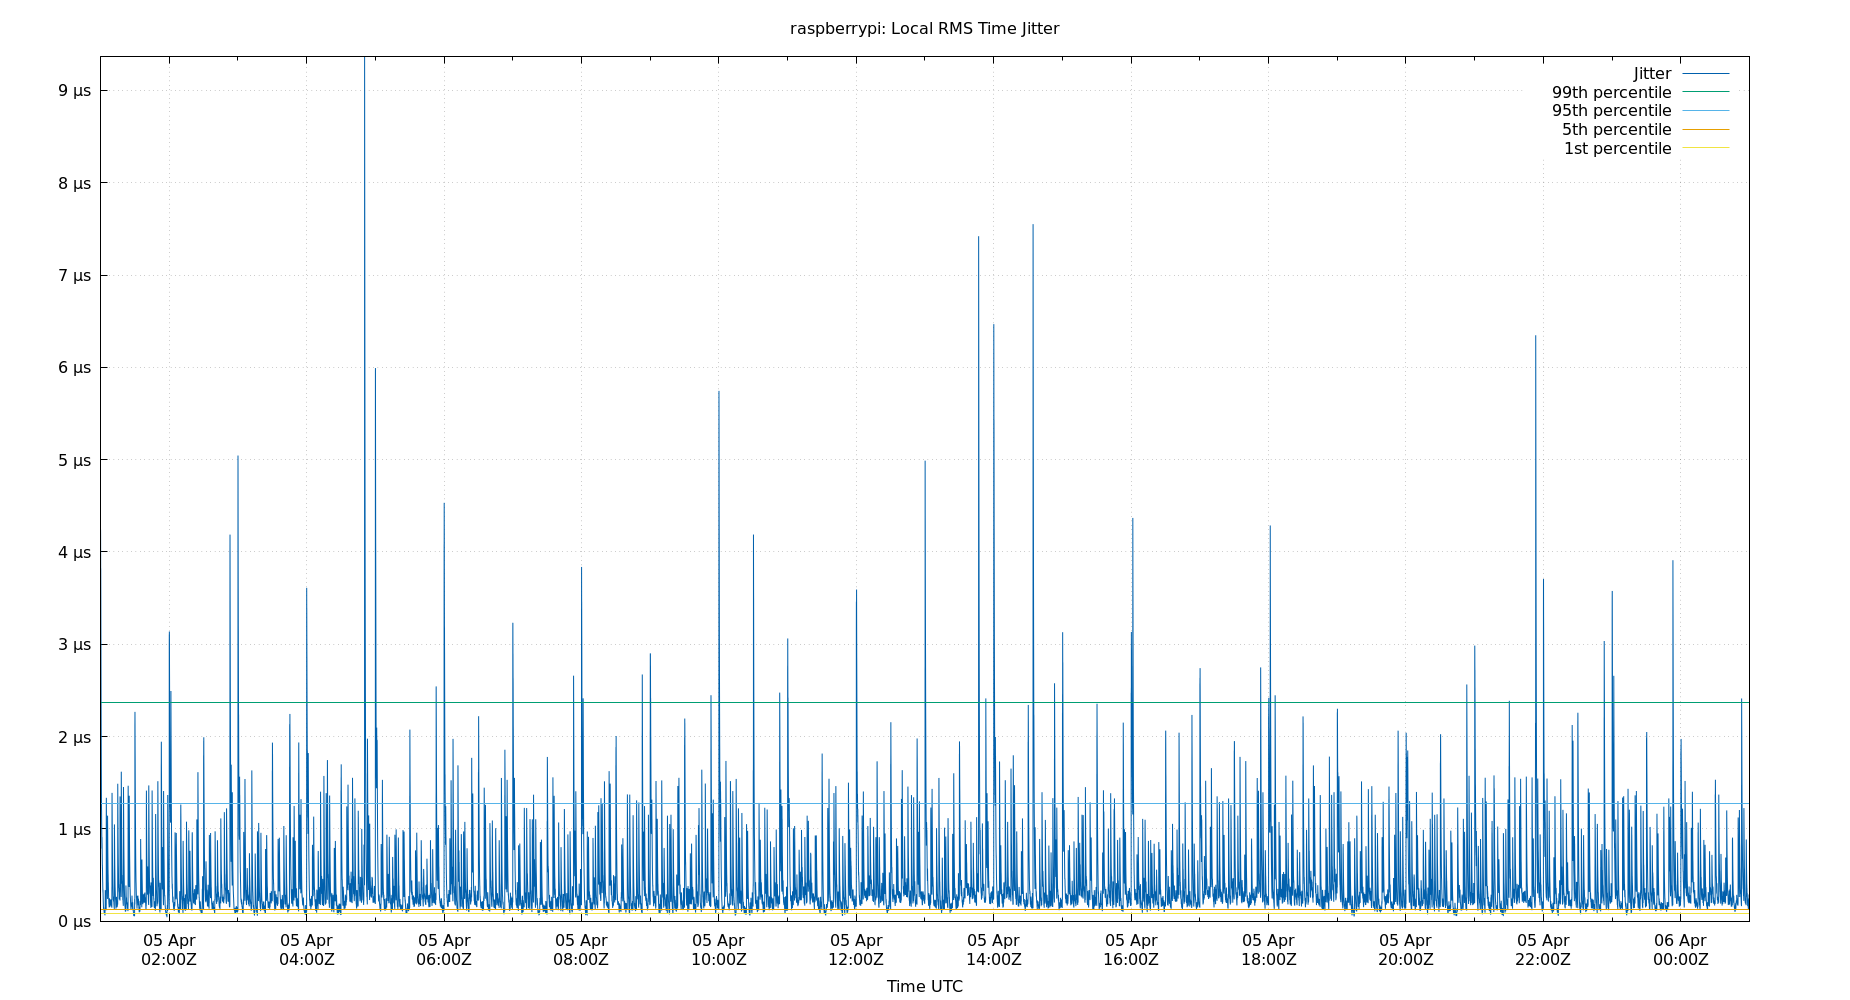 raspberrypi: Local RMS Time Jitter
Jitter
99th percentile
95th percentile
5th percentile
1st percentile
9 µs
8 µs
7 µs
6 µs
5 µs
4 µs
3 µs
2 µs
1 µs
0 µs
05 Apr 05 Apr 05 Apr 05 Apr 05 Apr 05 Apr 05 Apr 05 Apr 05 Apr 05 Apr 05 Apr 06 Apr
02:00Z 04:00Z 06:00Z 08:00Z 10:00Z 12:00Z 14:00Z 16:00Z 18:00Z 20:00Z 22:00Z 00:00Z
Time UTC